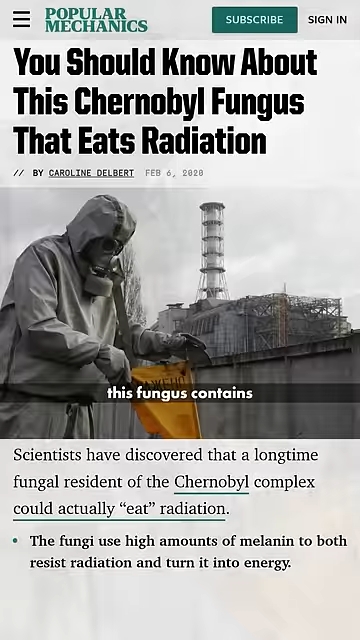 POPULAR
MECHANICS
SUBSCRIBE
SIGN IN
You Should Know About
This Chernobyl Fungus
That Eats Radiation
// BY CAROLINE DELBERT FEB 6, 2020
this fungus contains
Scientists have discovered that a longtime
fungal resident of the Chernobyl complex
could actually “eat” radiation.
• The fungi use high amounts of melanin to both
resist radiation and turn it into energy.